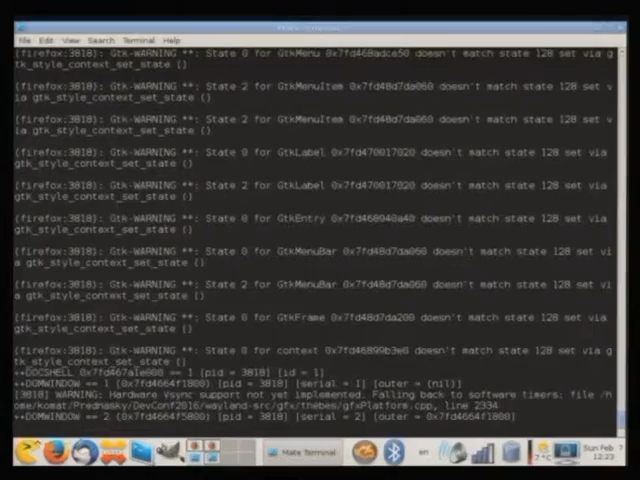 Mate Terminal
File Edit View Search Terminal Help
(firefox:3818): Gtk-WARNING **: State 0 for GtkMenu 0x7fd468adce50 doesn't match state 128 set via g
tk_style_context_set_state ()
(firefox:3818): Gtk-WARNING **: State 2 for GtkMenuItem 0x7fd48d7da060 doesn't match state 128 set v
ia gtk_style_context_set_state ()
(firefox:3818): Gtk-WARNING **: State 0 for GtkMenuItem 0x7fd48d7da060 doesn't match state 128 set v
ia gtk_style_context_set_state ()
(firefox:3818): Gtk-WARNING **: State 0 for GtkLabel 0x7fd470017020 doesn't match state 128 set via
gtk_style_context_set_state ()
(firefox:3818): Gtk-WARNING **: State 2 for GtkLabel 0x7fd470017020 doesn't match state 128 set via
gtk_style_context_set_state ()
(firefox:3818): Gtk-WARNING **: State 0 for GtkEntry 0x7fd468940a40 doesn't match state 128 set via
gtk_style_context_set_state ()
(firefox:3818): Gtk-WARNING **: State 0 for GtkMenuBar 0x7fd48d7da060 doesn't match state 128 set vi
a gtk_style_context_set_state ()
(firefox:3818): Gtk-WARNING **: State 2 for GtkMenuBar 0x7fd48d7da060 doesn't match state 128 set vi
a gtk_style_context_set_state ()
(firefox:3818): Gtk-WARNING **: State 0 for GtkFrame 0x7fd48d7da200 doesn't match state 128 set via
gtk_style_context_set_state ()
(firefox:3818): Gtk-WARNING **: State 0 for context 0x7fd46899b3e0 doesn't match state 128 set via g
tk_style_context_set_state ()
++DOCSHELL 0x7fd467a1e000 == 1 [pid = 3818] [id = 1]
++DOMWINDOW == 1 (0x7fd4664f1800) [pid = 3818] [serial = 1] [outer = (nil)]
[3818] WARNING: Hardware Vsync support not yet implemented. Falling back to software timers: file /h
ome/komat/Prednasky/DevConf2016/wayland-src/gfx/thebes/gfxPlatform.cpp, line 2334
++DOMWINDOW == 2 (0x7fd4664f5800) [pid = 3818] [serial = 2] [outer = 0x7fd4664f1800]
Mate Terminal
en
7 °C
Sun Feb 7
12:23